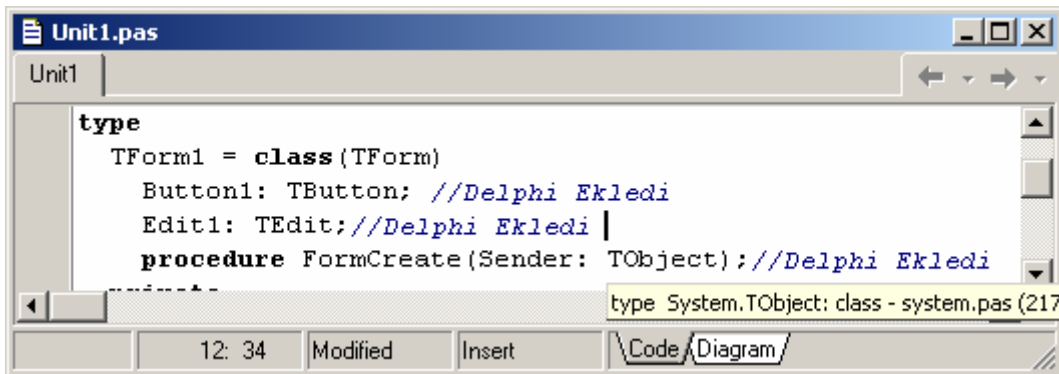 Unit1.pas
Unit1
type
TForm1 = class(TForm)
Button1: TButton; //Delphi Ekledi
Edit1: TEdit;//Delphi Ekledi
procedure FormCreate(Sender: TObject);//Delphi Ekledi
type System.TObject: class - system.pas (217
12: 34 Modified Insert Code Diagram